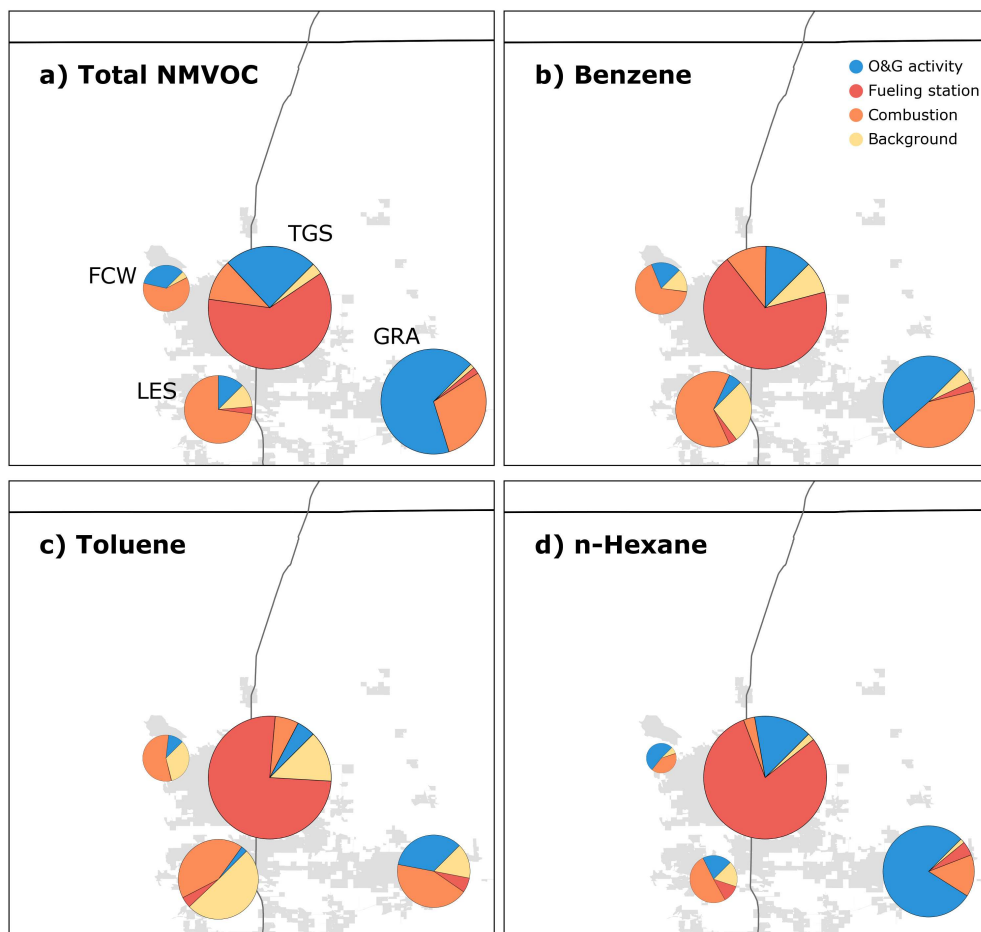 a) Total NMVOC
TGS
FCW
GRA
LES
b) Benzene
O&G activity
Fueling station
Combustion
Background
c) Toluene
d) n-Hexane